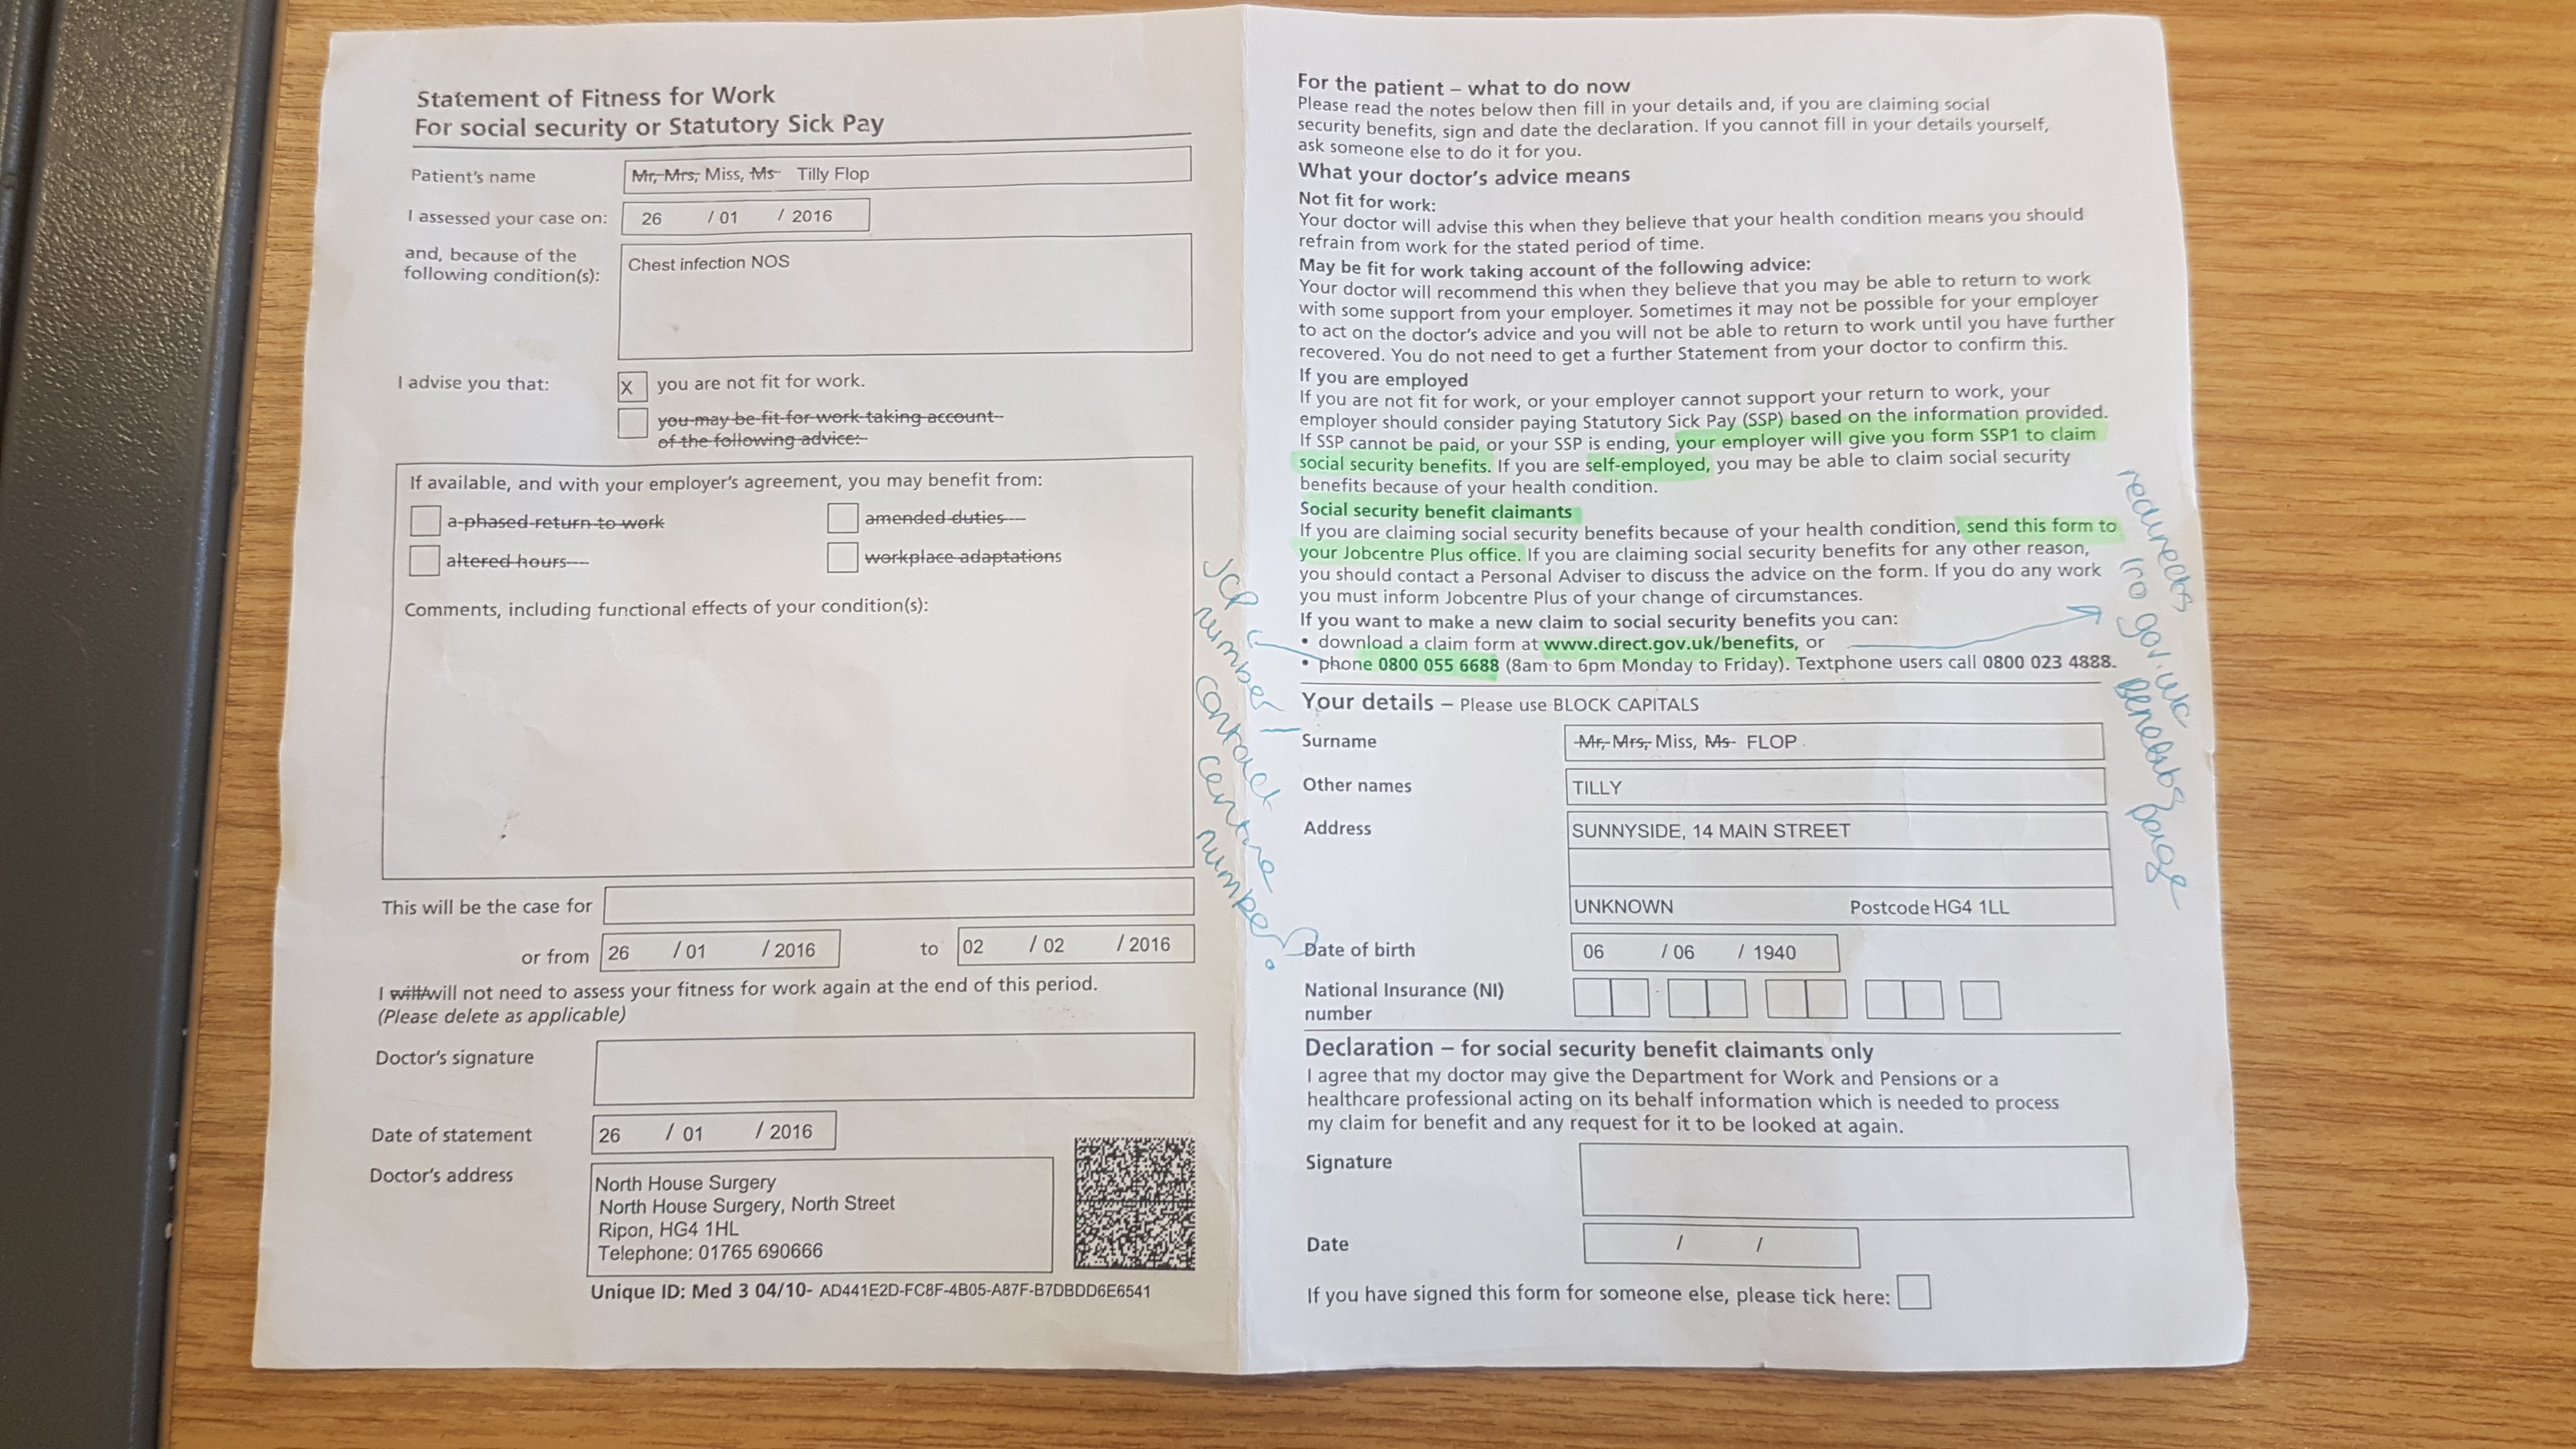 Statement of Fitness for Work
For social security or Statutory Sick Pay
Patient's name
Mr, Mrs, Miss, Ms Tilly Flop
I assessed your case on:
26 / 01 / 2016
and, because of the
following condition(s):
Chest infection NOS
I advise you that:
X you are not fit for work.
you may be fit for work taking account
of the following advice:
If available, and with your employer's agreement, you may benefit from:
a phased return to work
amended duties
altered hours
workplace adaptations
Comments, including functional effects of your condition(s):
This will be the case for
or from 26 / 01 / 2016 to 02 / 02 / 2016
I will/will not need to assess your fitness for work again at the end of this period.
(Please delete as applicable)
Doctor's signature
Date of statement
26 / 01 / 2016
Doctor's address
North House Surgery
North House Surgery, North Street
Ripon, HG4 1HL
Telephone: 01765 690666
Unique ID: Med 3 04/10- AD441E2D-FC8F-4B05-A87F-B7DBDD6E6541
JCP
number /
contact
centre
number?
For the patient – what to do now
Please read the notes below then fill in your details and, if you are claiming social
security benefits, sign and date the declaration. If you cannot fill in your details yourself,
ask someone else to do it for you.
What your doctor's advice means
Not fit for work:
Your doctor will advise this when they believe that your health condition means you should
refrain from work for the stated period of time.
May be fit for work taking account of the following advice:
Your doctor will recommend this when they believe that you may be able to return to work
with some support from your employer. Sometimes it may not be possible for your employer
to act on the doctor's advice and you will not be able to return to work until you have further
recovered. You do not need to get a further Statement from your doctor to confirm this.
If you are employed
If you are not fit for work, or your employer cannot support your return to work, your
employer should consider paying Statutory Sick Pay (SSP) based on the information provided.
If SSP cannot be paid, or your SSP is ending, your employer will give you form SSP1 to claim
social security benefits. If you are self-employed, you may be able to claim social security
benefits because of your health condition.
Social security benefit claimants
If you are claiming social security benefits because of your health condition, send this form to
your Jobcentre Plus office. If you are claiming social security benefits for any other reason,
you should contact a Personal Adviser to discuss the advice on the form. If you do any work
you must inform Jobcentre Plus of your change of circumstances.
If you want to make a new claim to social security benefits you can:
• download a claim form at www.direct.gov.uk/benefits, or
• phone 0800 055 6688 (8am to 6pm Monday to Friday). Textphone users call 0800 023 4888.
gov.uk
Benefits page
Your details – Please use BLOCK CAPITALS
Surname
Mr, Mrs, Miss, Ms FLOP
Other names
TILLY
Address
SUNNYSIDE, 14 MAIN STREET
UNKNOWN Postcode HG4 1LL
Date of birth
06 / 06 / 1940
National Insurance (NI)
number
Declaration – for social security benefit claimants only
I agree that my doctor may give the Department for Work and Pensions or a
healthcare professional acting on its behalf information which is needed to process
my claim for benefit and any request for it to be looked at again.
Signature
Date / /
If you have signed this form for someone else, please tick here: